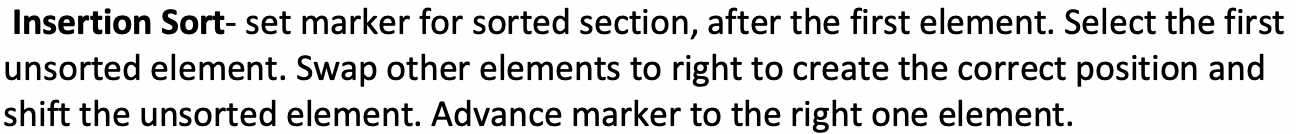 Insertion Sort- set marker for sorted section, after the first element. Select the first
unsorted element. Swap other elements to right to create the correct position and
shift the unsorted element. Advance marker to the right one element.